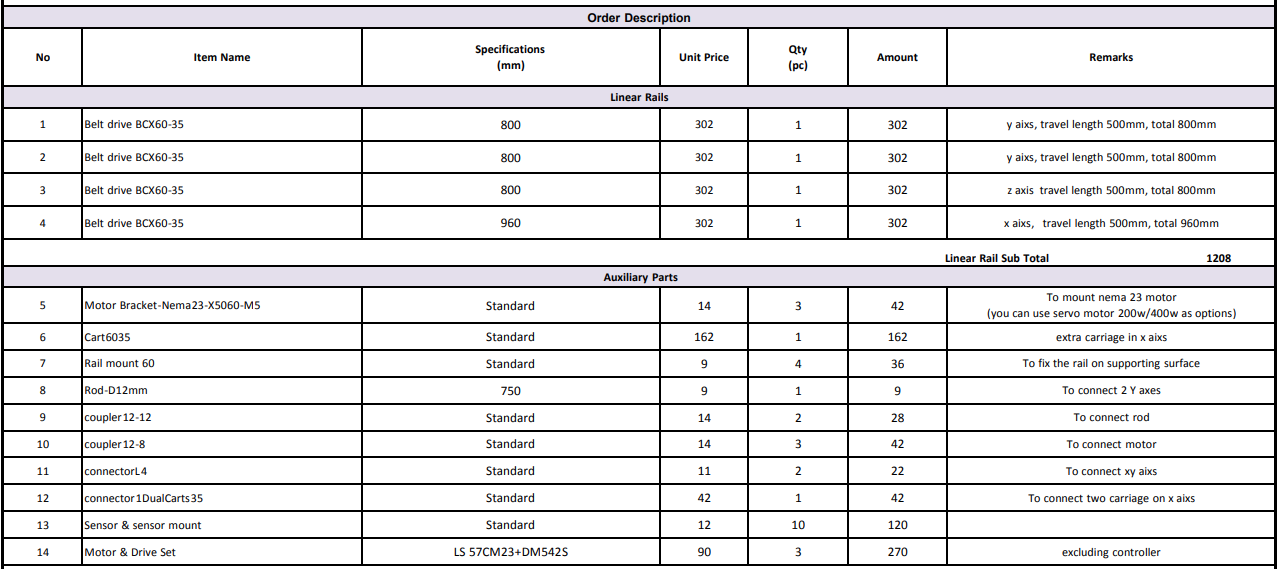 Order Description
No Item Name Specifications (mm) Unit Price Qty (pc) Amount Remarks
Linear Rails
1 Belt drive BCX60-35 800 302 1 302 y aixs, travel length 500mm, total 800mm
2 Belt drive BCX60-35 800 302 1 302 y aixs, travel length 500mm, total 800mm
3 Belt drive BCX60-35 800 302 1 302 z axis travel length 500mm, total 800mm
4 Belt drive BCX60-35 960 302 1 302 x aixs, travel length 500mm, total 960mm
Linear Rail Sub Total 1208
Auxiliary Parts
5 Motor Bracket-Nema23-X5060-M5 Standard 14 3 42 To mount nema 23 motor
(you can use servo motor 200w/400w as options)
6 Cart6035 Standard 162 1 162 extra carriage in x aixs
7 Rail mount 60 Standard 9 4 36 To fix the rail on supporting surface
8 Rod-D12mm 750 9 1 9 To connect 2 Y axes
9 coupler12-12 Standard 14 2 28 To connect rod
10 coupler12-8 Standard 14 3 42 To connect motor
11 connectorL4 Standard 11 2 22 To connect xy aixs
12 connector1DualCarts35 Standard 42 1 42 To connect two carriage on x aixs
13 Sensor & sensor mount Standard 12 10 120
14 Motor & Drive Set LS 57CM23+DM542S 90 3 270 excluding controller